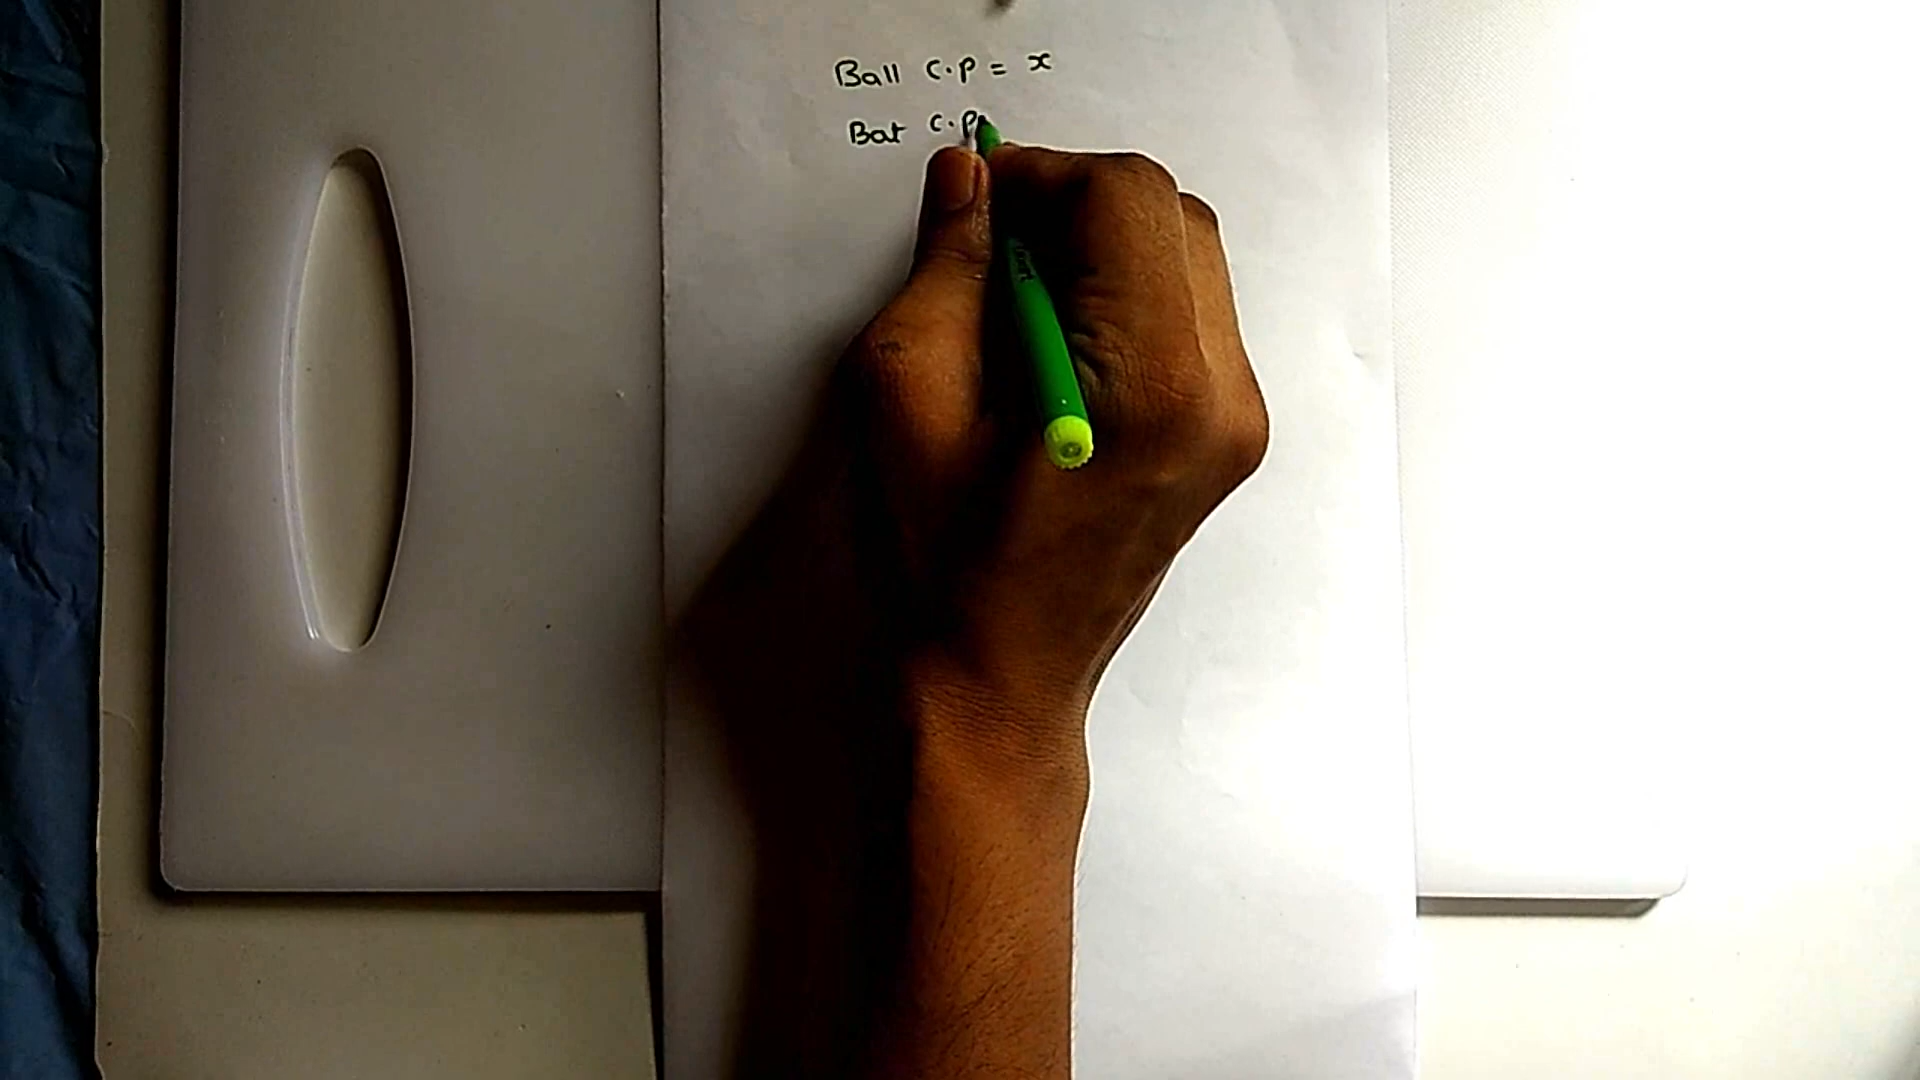 Ball C.P = x
Bat C.P